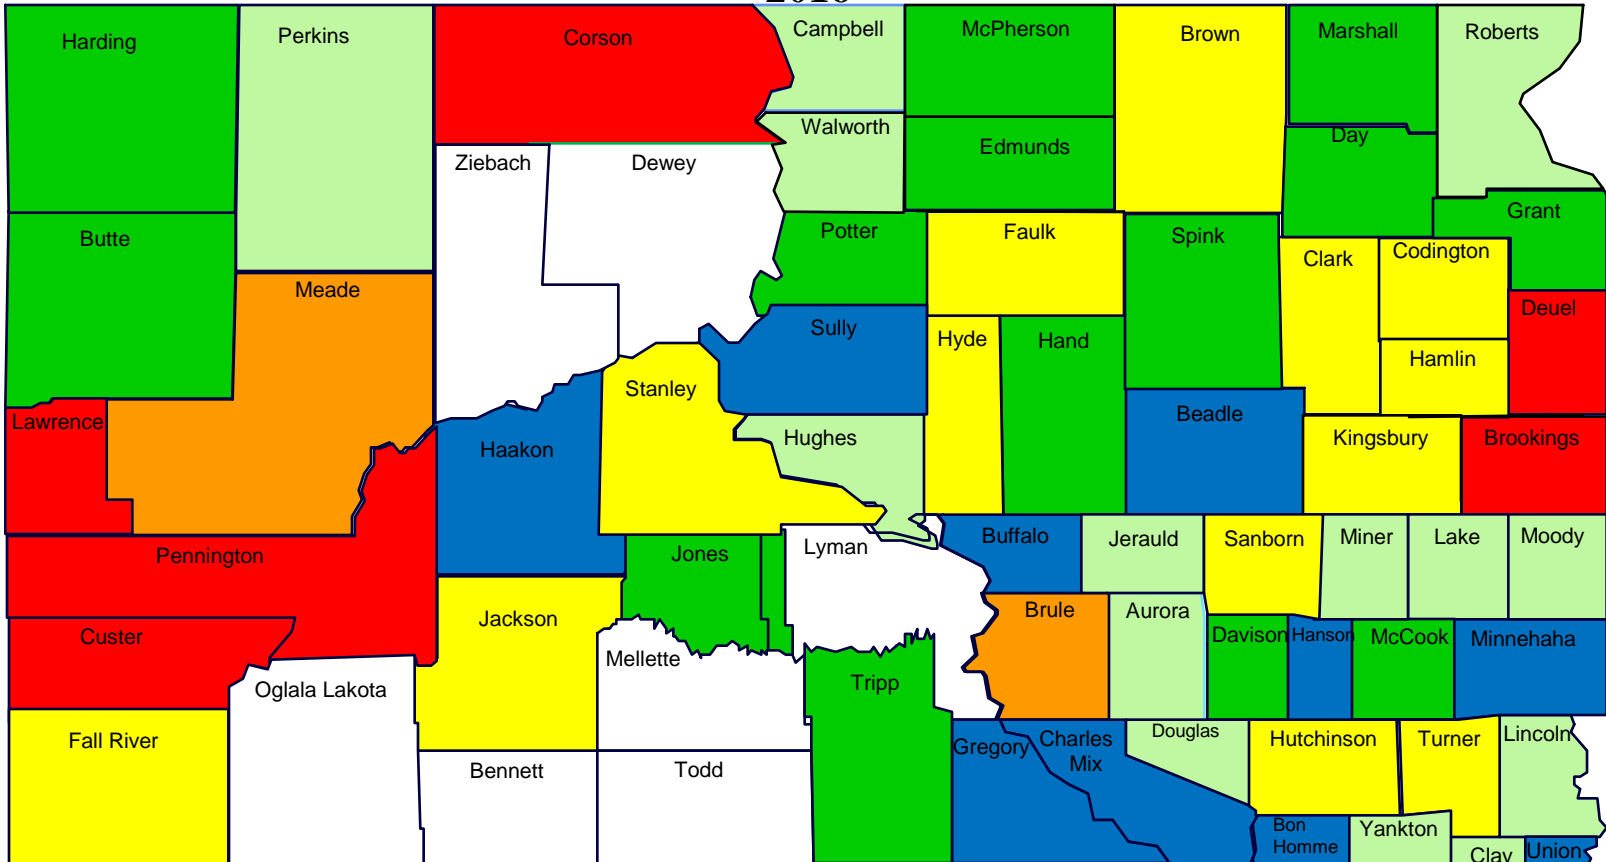 2016
Harding
Perkins
Corson
Campbell
McPherson
Brown
Marshall
Roberts
Ziebach
Dewey
Walworth
Edmunds
Day
Butte
Meade
Potter
Faulk
Spink
Clark
Codington
Grant
Lawrence
Haakon
Stanley
Sully
Hughes
Hyde
Hand
Beadle
Hamlin
Deuel
Kingsbury
Brookings
Pennington
Jones
Lyman
Buffalo
Jerauld
Sanborn
Miner
Lake
Moody
Custer
Jackson
Mellette
Brule
Aurora
Davison
Hanson
McCook
Minnehaha
Oglala Lakota
Tripp
Fall River
Bennett
Todd
Gregory
Charles
Mix
Douglas
Hutchinson
Turner
Lincoln
Bon
Homme
Yankton
Clay
Union